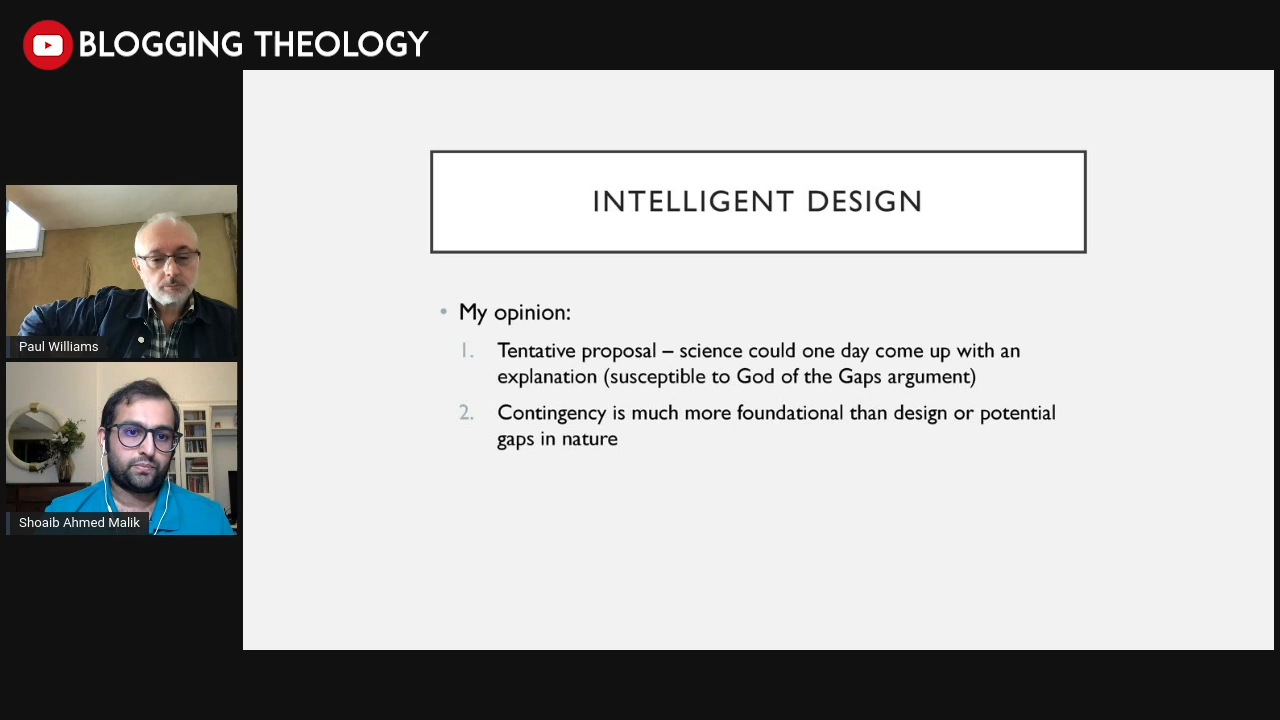 BLOGGING THEOLOGY
INTELLIGENT DESIGN
• My opinion:
1. Tentative proposal – science could one day come up with an
explanation (susceptible to God of the Gaps argument)
2. Contingency is much more foundational than design or potential
gaps in nature
Paul Williams
Shoaib Ahmed Malik